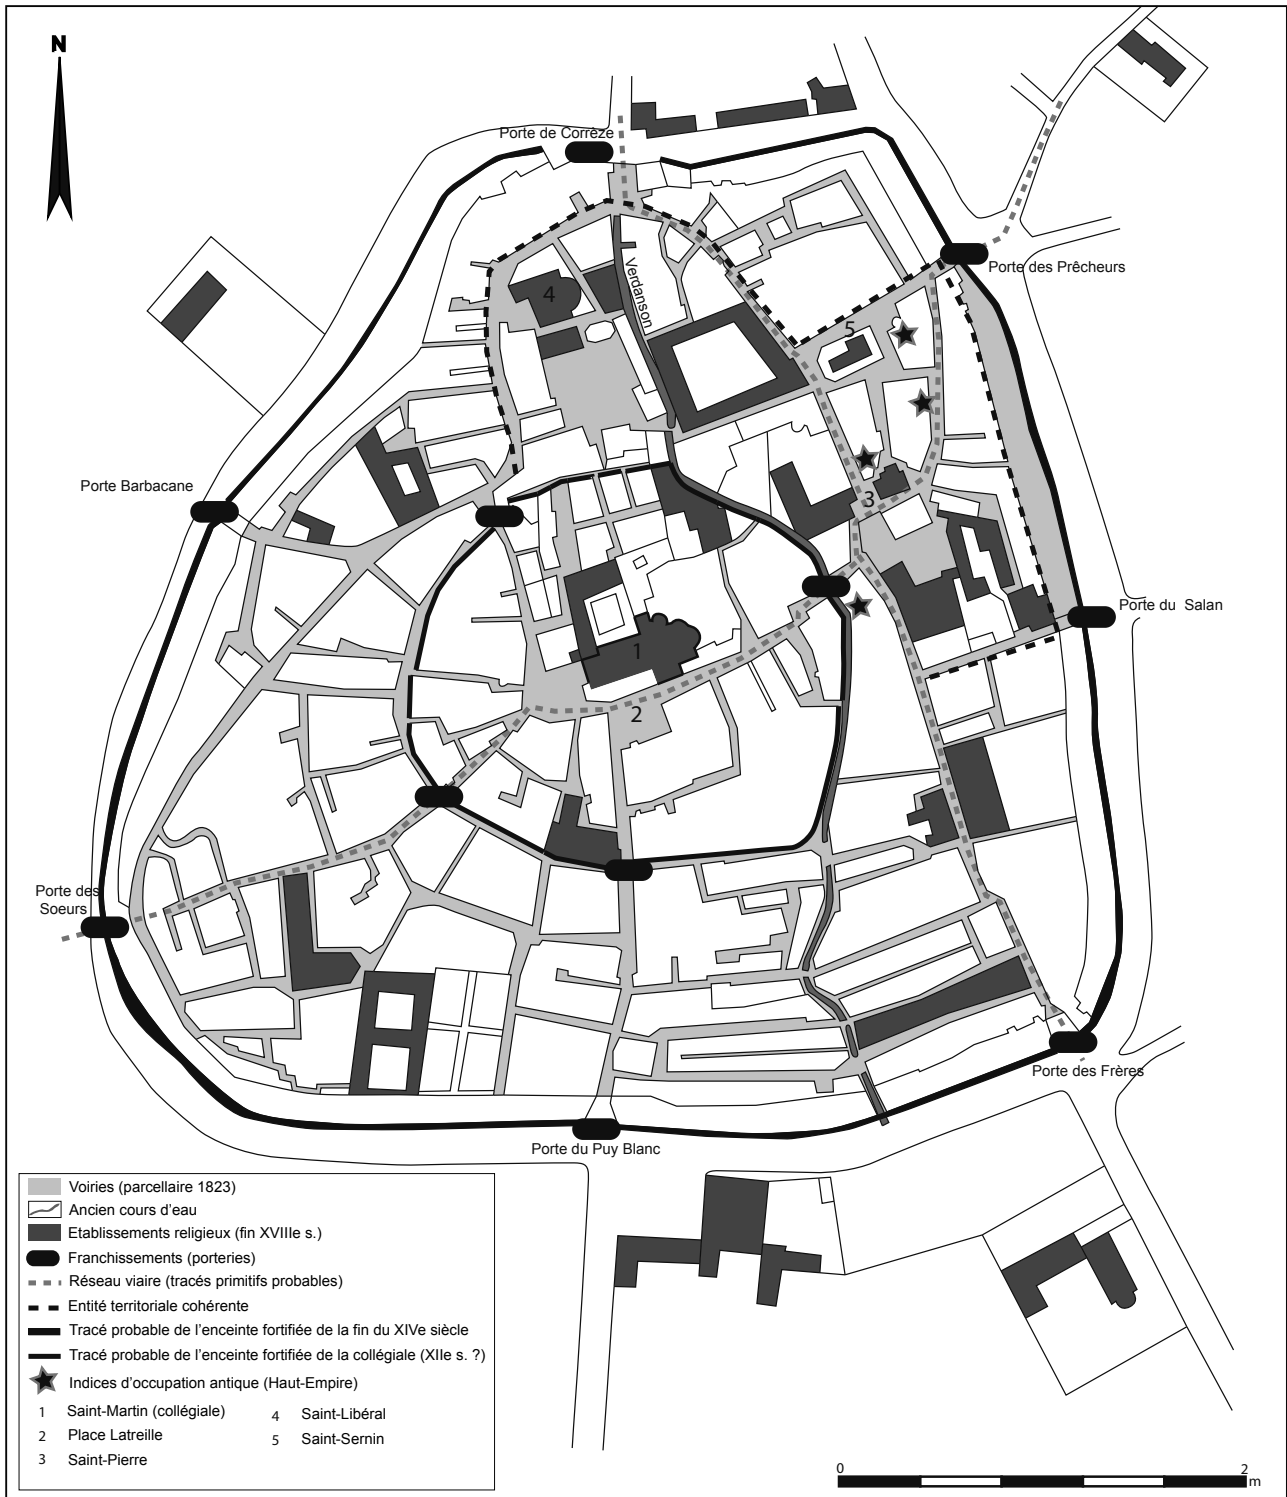 N
Porte de Corrèze
Porte des Prêcheurs
4
Verdanson
5
Porte Barbacane
3
Porte du Salan
1
2
Porte des
Soeurs
Porte des Frères
Porte du Puy Blanc
Voiries (parcellaire 1823)
Ancien cours d'eau
Etablissements religieux (fin XVIIIe s.)
Franchissements (porteries)
Réseau viaire (tracés primitifs probables)
Entité territoriale cohérente
Tracé probable de l'enceinte fortifiée de la fin du XIVe siècle
Tracé probable de l'enceinte fortifiée de la collégiale (XIIe s. ?)
Indices d'occupation antique (Haut-Empire)
1 Saint-Martin (collégiale)
2 Place Latreille
3 Saint-Pierre
4 Saint-Libéral
5 Saint-Sernin
0 2
m